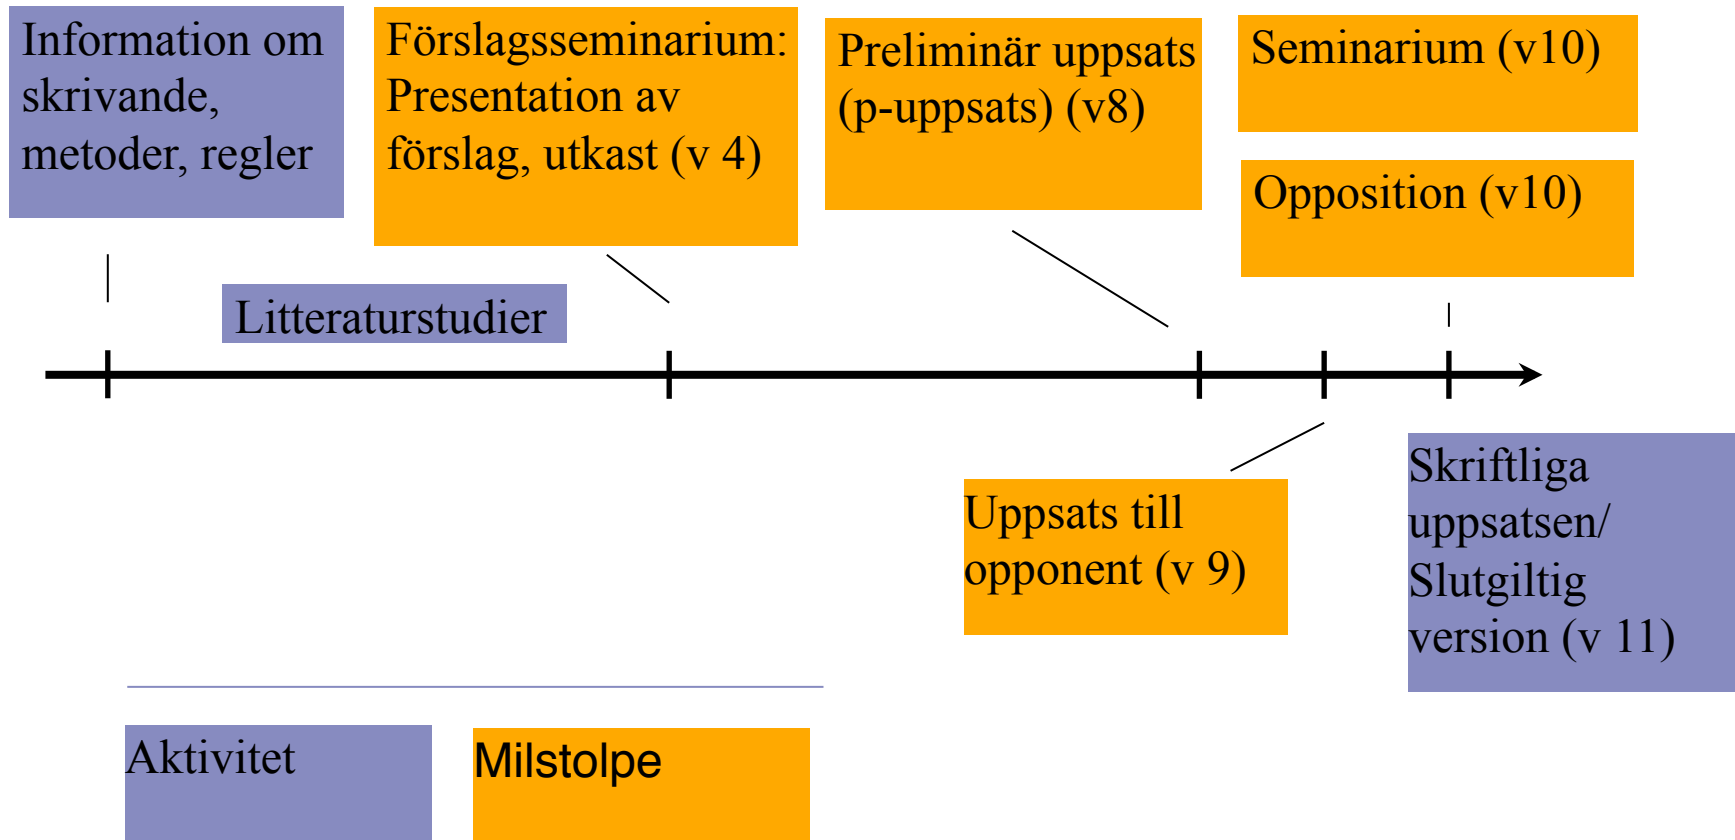 Information om
skrivande,
metoder, regler
Förslagsseminarium:
Presentation av
förslag, utkast (v 4)
Preliminär uppsats
(p-uppsats) (v8)
Seminarium (v10)
Opposition (v10)
Litteraturstudier
Uppsats till
opponent (v 9)
Skriftliga
uppsatsen/
Slutgiltig
version (v 11)
Aktivitet
Milstolpe